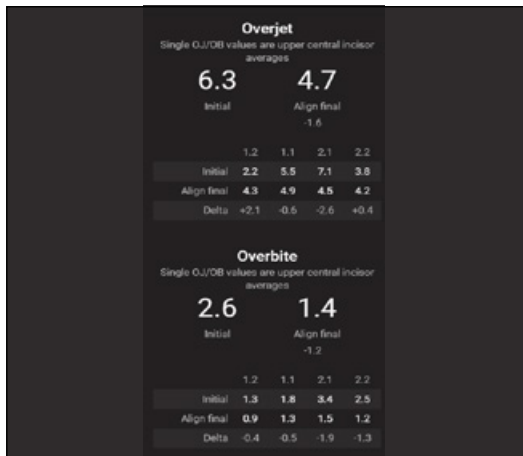 Overjet
Single OJ/OB values are upper central incisor
averages
6.3 4.7
Initial Align final
-1.6
1.2 1.1 2.1 2.2
Initial 2.2 5.5 7.1 3.8
Align final 4.3 4.9 4.5 4.2
Delta +2.1 -0.6 -2.6 +0.4
Overbite
Single OJ/OB values are upper central incisor
averages
2.6 1.4
Initial Align final
-1.2
1.2 1.1 2.1 2.2
Initial 1.3 1.8 3.4 2.5
Align final 0.9 1.3 1.5 1.2
Delta -0.4 -0.5 -1.9 -1.3